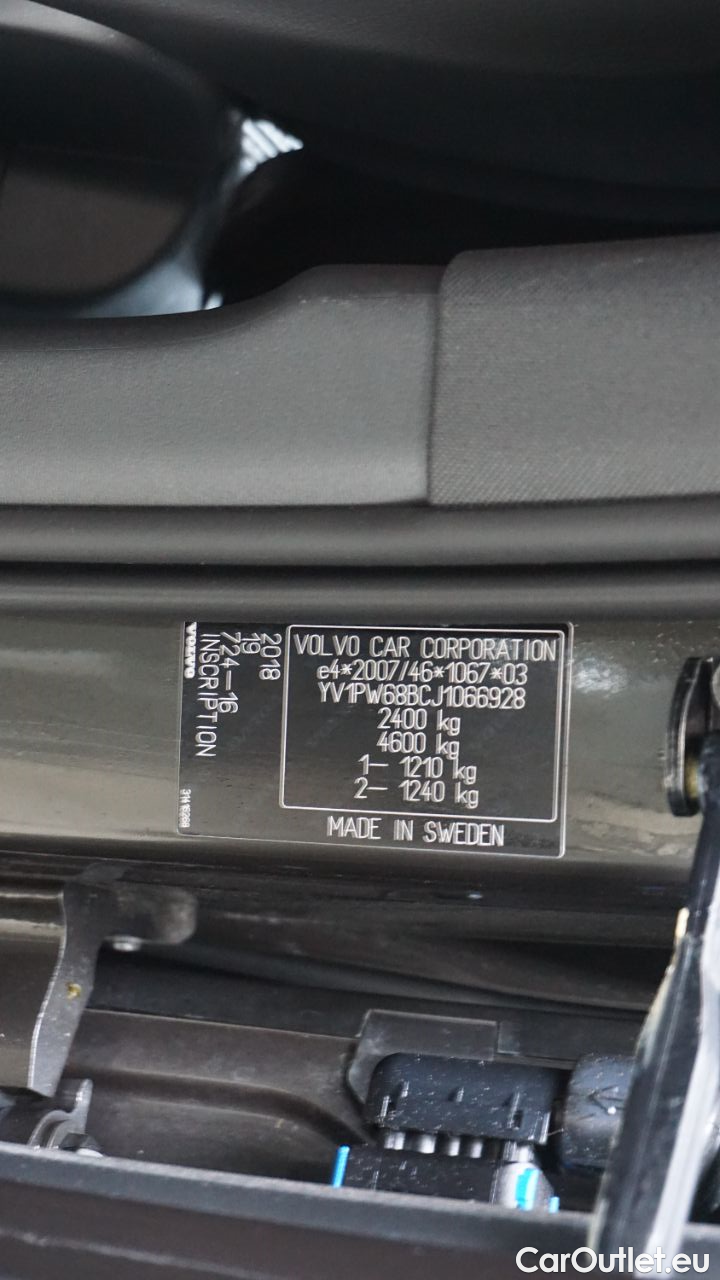 VOLVO CAR CORPORATION
e4*2007/46*1067*03
YV1PW68BCJ1066928
2400 kg
4600 kg
1- 1210 kg
2- 1240 kg
MADE IN SWEDEN
2018
19
724-16
INSCRIPTION
VOLVO
CarOutlet.eu